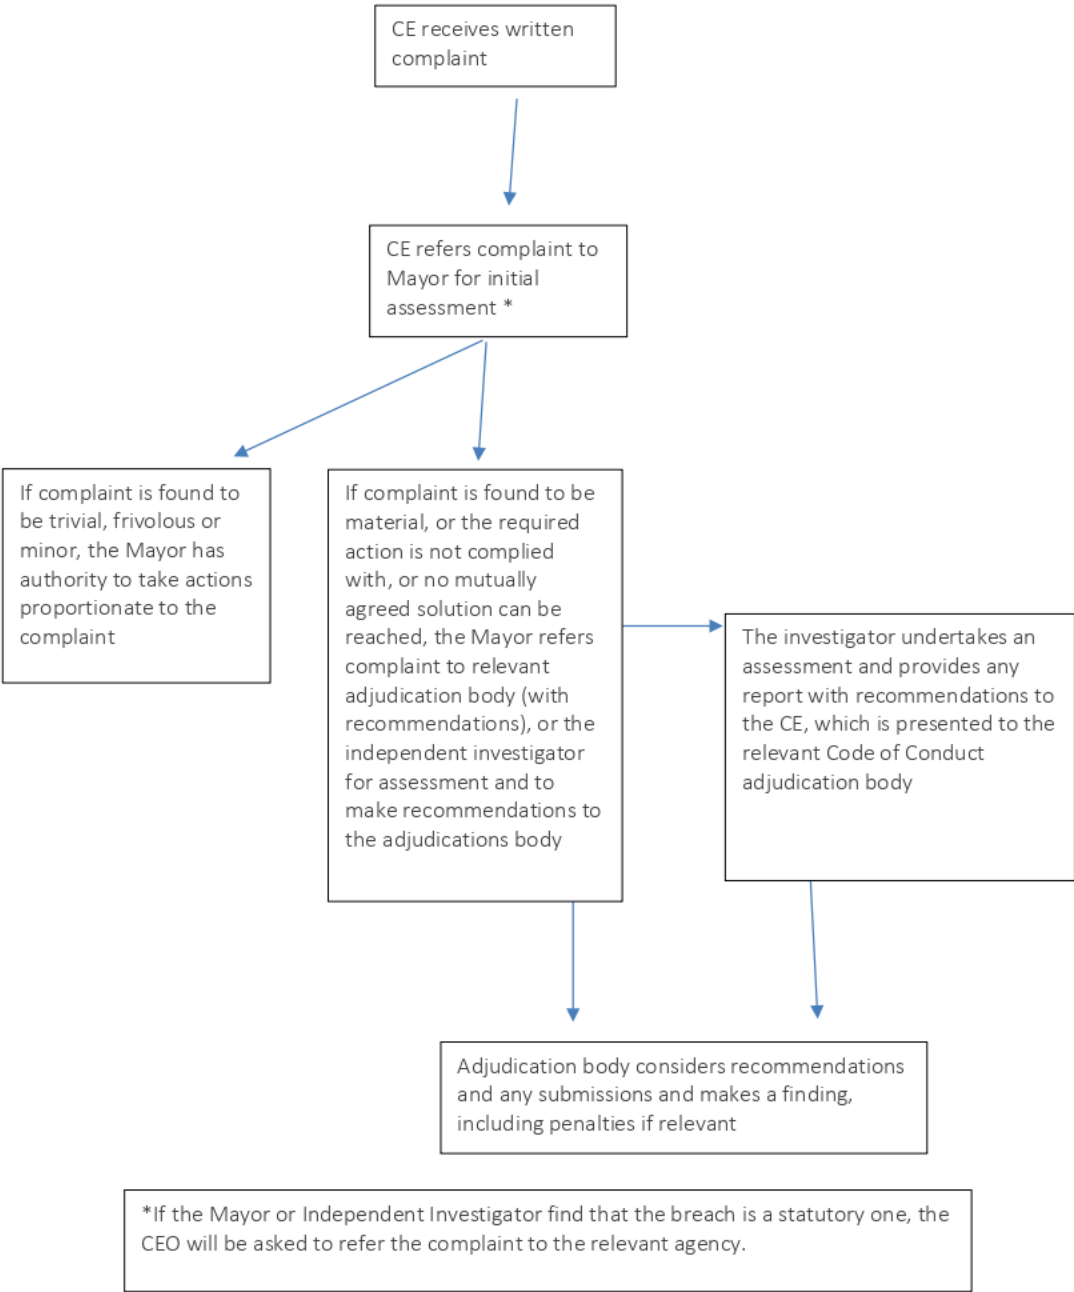 CE receives written
complaint
CE refers complaint to
Mayor for initial
assessment *
If complaint is found to
be trivial, frivolous or
minor, the Mayor has
authority to take actions
proportionate to the
complaint
If complaint is found to be
material, or the required
action is not complied
with, or no mutually
agreed solution can be
reached, the Mayor refers
complaint to relevant
adjudication body (with
recommendations), or the
independent investigator
for assessment and to
make recommendations to
the adjudications body
The investigator undertakes an
assessment and provides any
report with recommendations to
the CE, which is presented to the
relevant Code of Conduct
adjudication body
Adjudication body considers recommendations
and any submissions and makes a finding,
including penalties if relevant
*If the Mayor or Independent Investigator find that the breach is a statutory one, the
CEO will be asked to refer the complaint to the relevant agency.